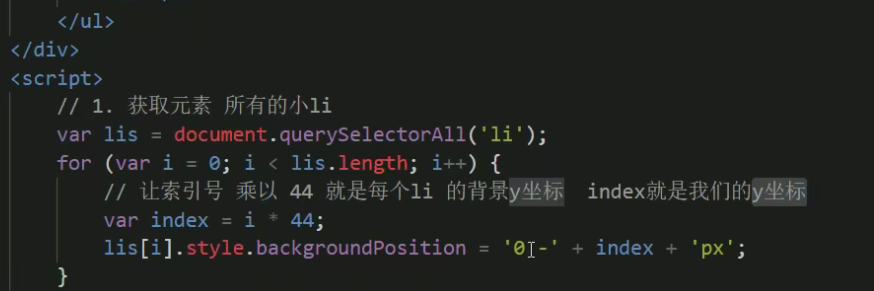 </ul>
</div>
<script>
// 1. 获取元素 所有的小li
var lis = document.querySelectorAll('li');
for (var i = 0; i < lis.length; i++) {
// 让索引号 乘以 44 就是每个li 的背景y坐标  index就是我们的y坐标
var index = i * 44;
lis[i].style.backgroundPosition = '0 -' + index + 'px';
}